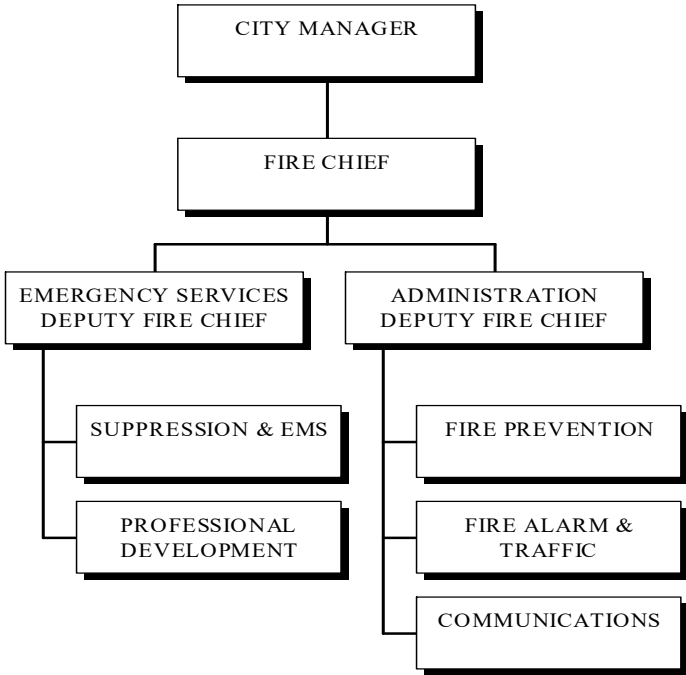 CITY MANAGER
FIRE CHIEF
EMERGENCY SERVICES
DEPUTY FIRE CHIEF
ADMINISTRATION
DEPUTY FIRE CHIEF
SUPPRESSION & EMS
PROFESSIONAL
DEVELOPMENT
FIRE PREVENTION
FIRE ALARM &
TRAFFIC
COMMUNICATIONS